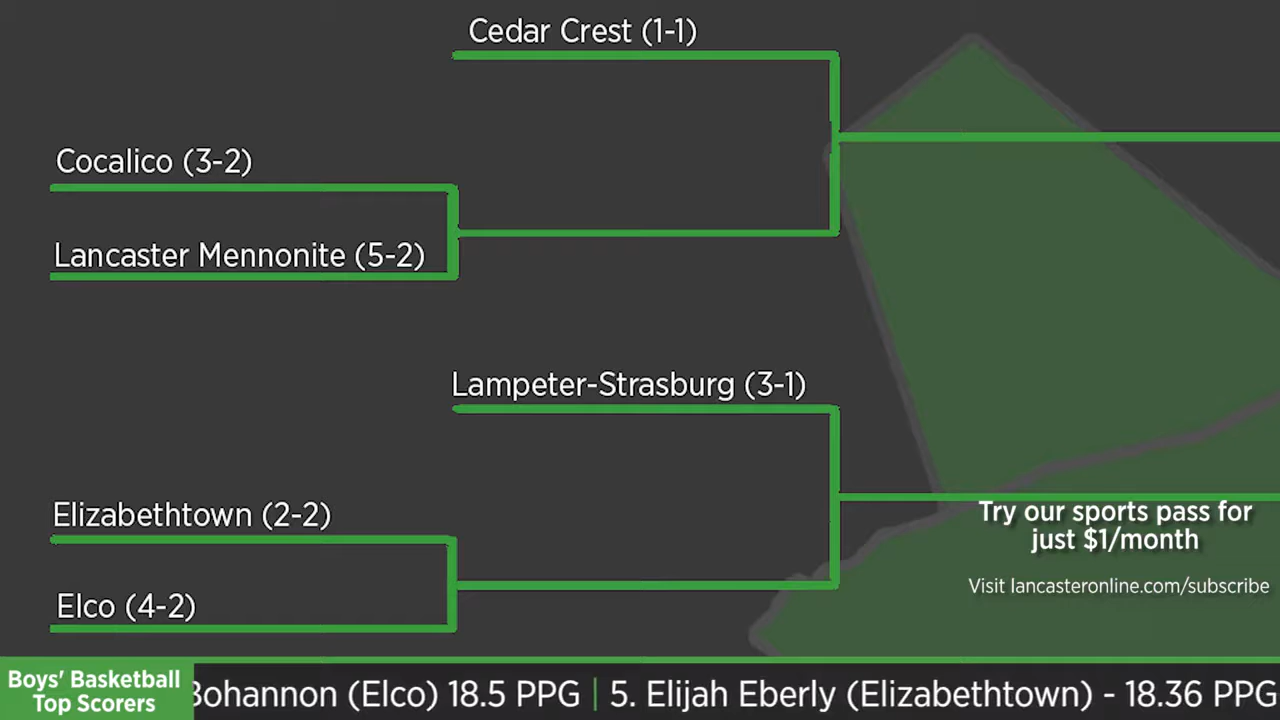 Cedar Crest (1-1)
Cocalico (3-2)
Lancaster Mennonite (5-2)
Lampeter-Strasburg (3-1)
Elizabethtown (2-2)
Elco (4-2)
Try our sports pass for
just $1/month
Visit lancasteronline.com/subscribe
Boys' Basketball
Top Scorers
Bohannon (Elco) 18.5 PPG | 5. Elijah Eberly (Elizabethtown) - 18.36 PPG